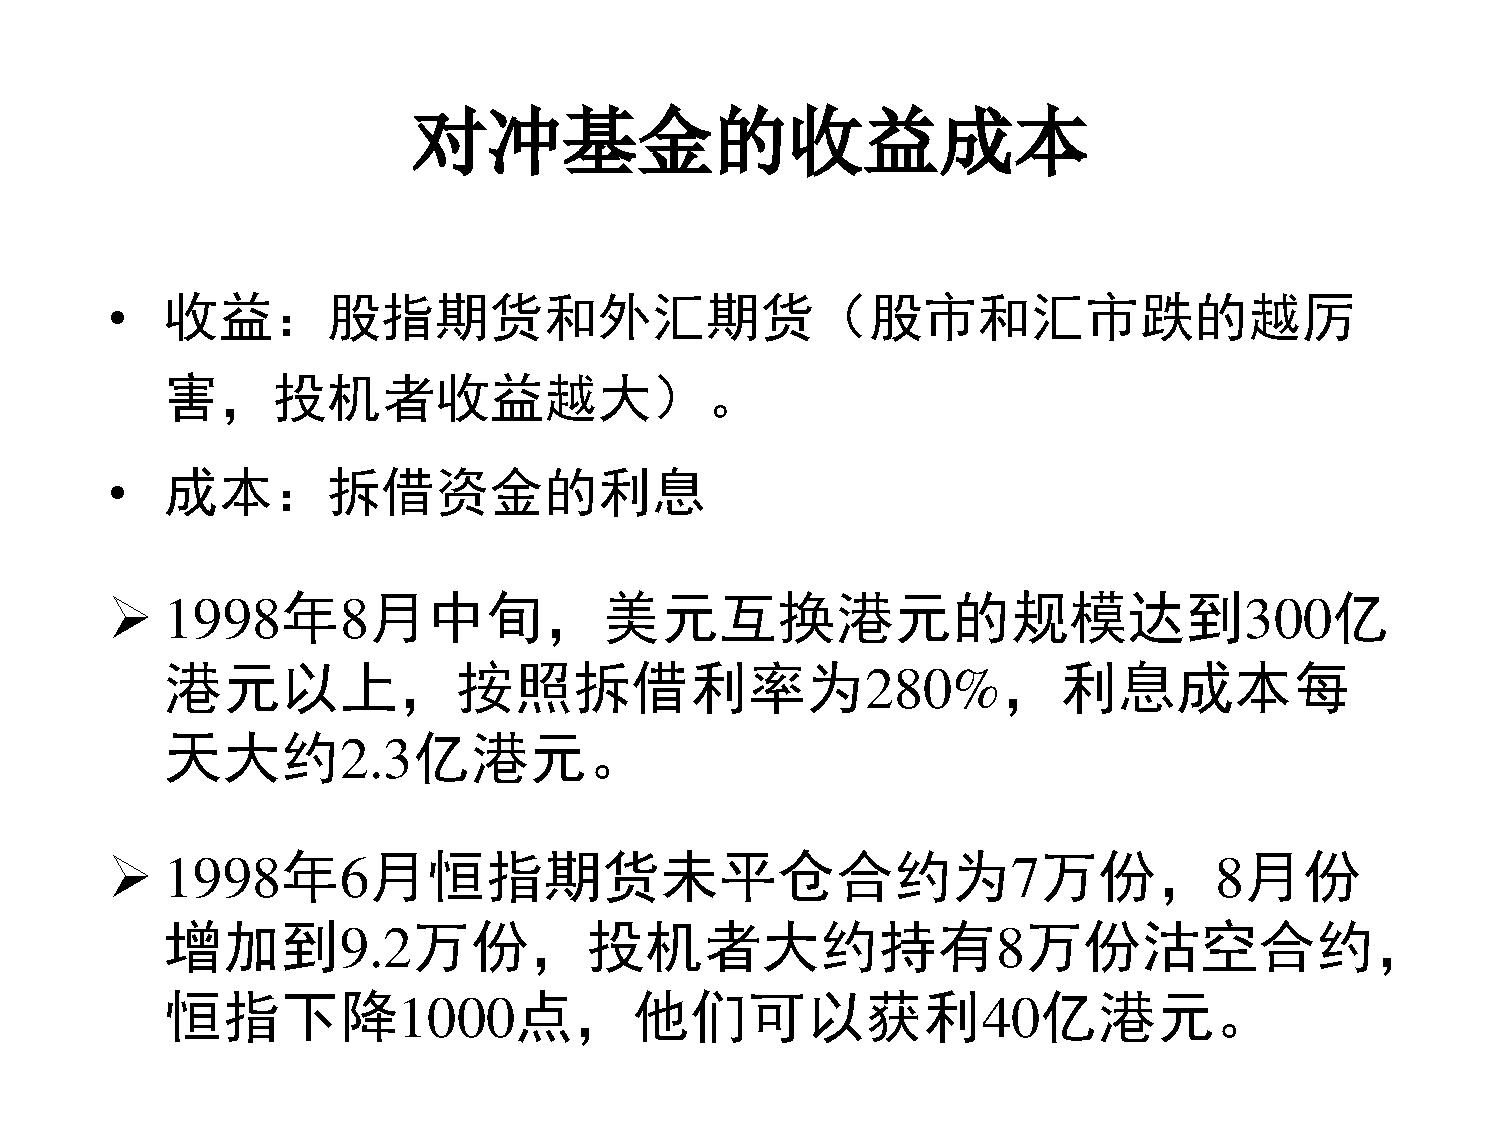 对冲基金的收益成本
• 收益：股指期货和外汇期货（股市和汇市跌的越厉
害，投机者收益越大）。
• 成本：拆借资金的利息
➢ 1998年8月中旬，美元互换港元的规模达到300亿
港元以上，按照拆借利率为280%，利息成本每
天大约2.3亿港元。
➢ 1998年6月恒指期货未平仓合约为7万份，8月份
增加到9.2万份，投机者大约持有8万份沽空合约，
恒指下降1000点，他们可以获利40亿港元。